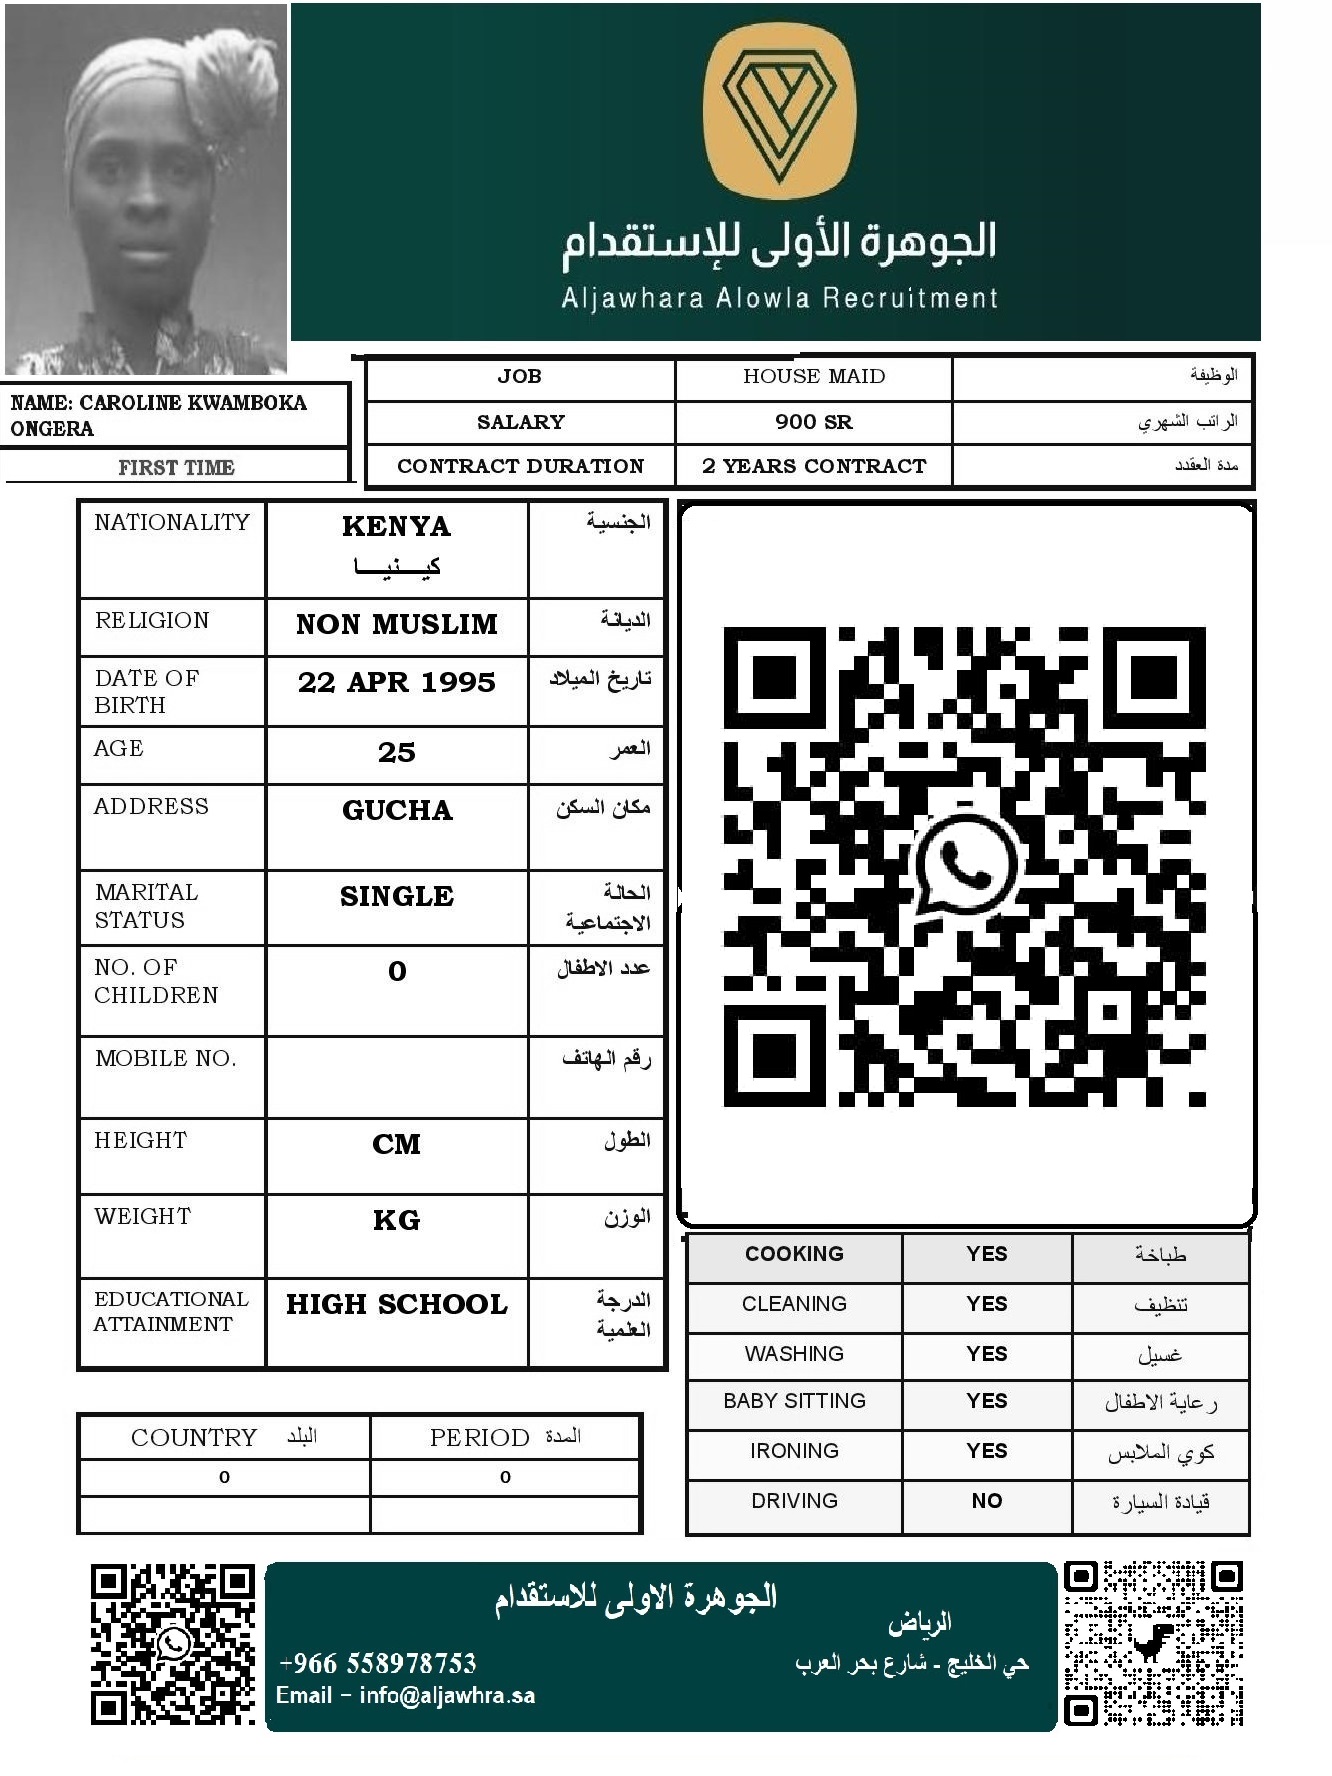 الجوهرة الأولى للإستقدام
Aljawhara Alowla Recruitment
NAME: CAROLINE KWAMBOKA
ONGERA
FIRST TIME
JOB HOUSE MAID الوظيفة
SALARY 900 SR الراتب الشهري
CONTRACT DURATION 2 YEARS CONTRACT مدة العقدد
NATIONALITY KENYA الجنسية
كيـــنيـــا
RELIGION NON MUSLIM الديانة
DATE OF 22 APR 1995 تاريخ الميلاد
BIRTH
AGE 25 العمر
ADDRESS GUCHA مكان السكن
MARITAL SINGLE الحالة
STATUS الاجتماعية
NO. OF 0 عدد الاطفال
CHILDREN
MOBILE NO. رقم الهاتف
HEIGHT CM الطول
WEIGHT KG الوزن
EDUCATIONAL HIGH SCHOOL الدرجة
ATTAINMENT العلمية
COOKING YES طباخة
CLEANING YES تنظيف
WASHING YES غسيل
BABY SITTING YES رعاية الاطفال
IRONING YES كوي الملابس
DRIVING NO قيادة السيارة
COUNTRY البلد PERIOD المدة
0 0
الجوهرة الاولى للاستقدام
الرياض
+966 558978753 حي الخليج - شارع بحر العرب
Email – info@aljawhra.sa